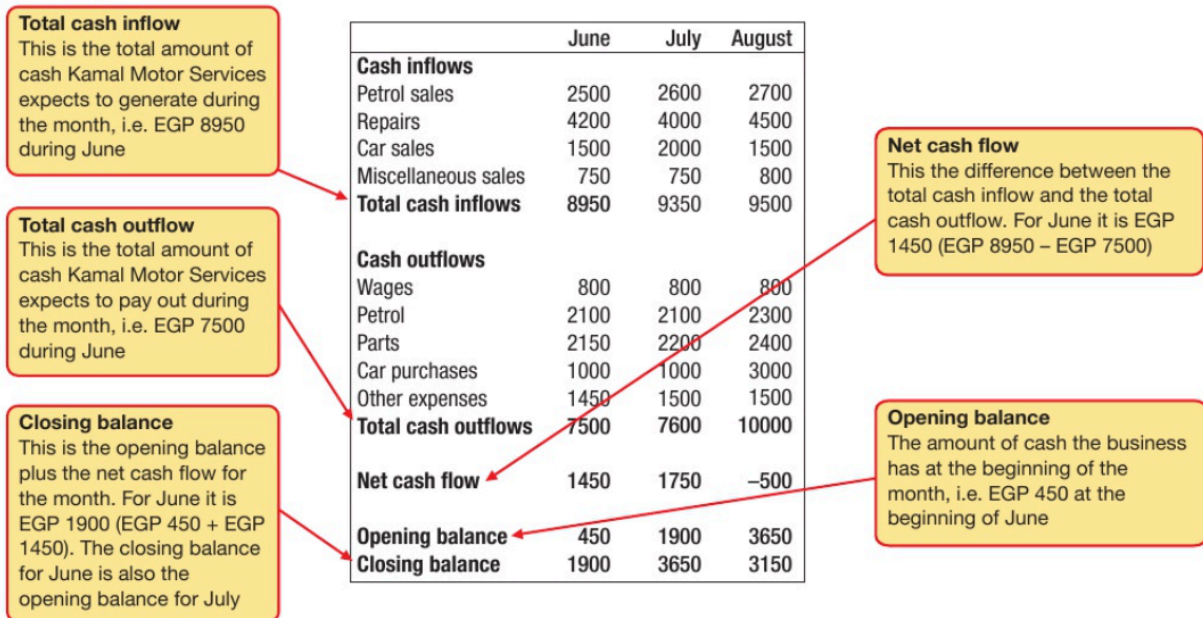 Total cash inflow
This is the total amount of
cash Kamal Motor Services
expects to generate during
the month, i.e. EGP 8950
during June
Total cash outflow
This is the total amount of
cash Kamal Motor Services
expects to pay out during
the month, i.e. EGP 7500
during June
Closing balance
This is the opening balance
plus the net cash flow for
the month. For June it is
EGP 1900 (EGP 450 + EGP
1450). The closing balance
for June is also the
opening balance for July
June July August
Cash inflows
Petrol sales 2500 2600 2700
Repairs 4200 4000 4500
Car sales 1500 2000 1500
Miscellaneous sales 750 750 800
Total cash inflows 8950 9350 9500
Cash outflows
Wages 800 800 800
Petrol 2100 2100 2300
Parts 2150 2200 2400
Car purchases 1000 1000 3000
Other expenses 1450 1500 1500
Total cash outflows 7500 7600 10000
Net cash flow 1450 1750 –500
Opening balance 450 1900 3650
Closing balance 1900 3650 3150
Net cash flow
This the difference between the
total cash inflow and the total
cash outflow. For June it is EGP
1450 (EGP 8950 – EGP 7500)
Opening balance
The amount of cash the business
has at the beginning of the
month, i.e. EGP 450 at the
beginning of June